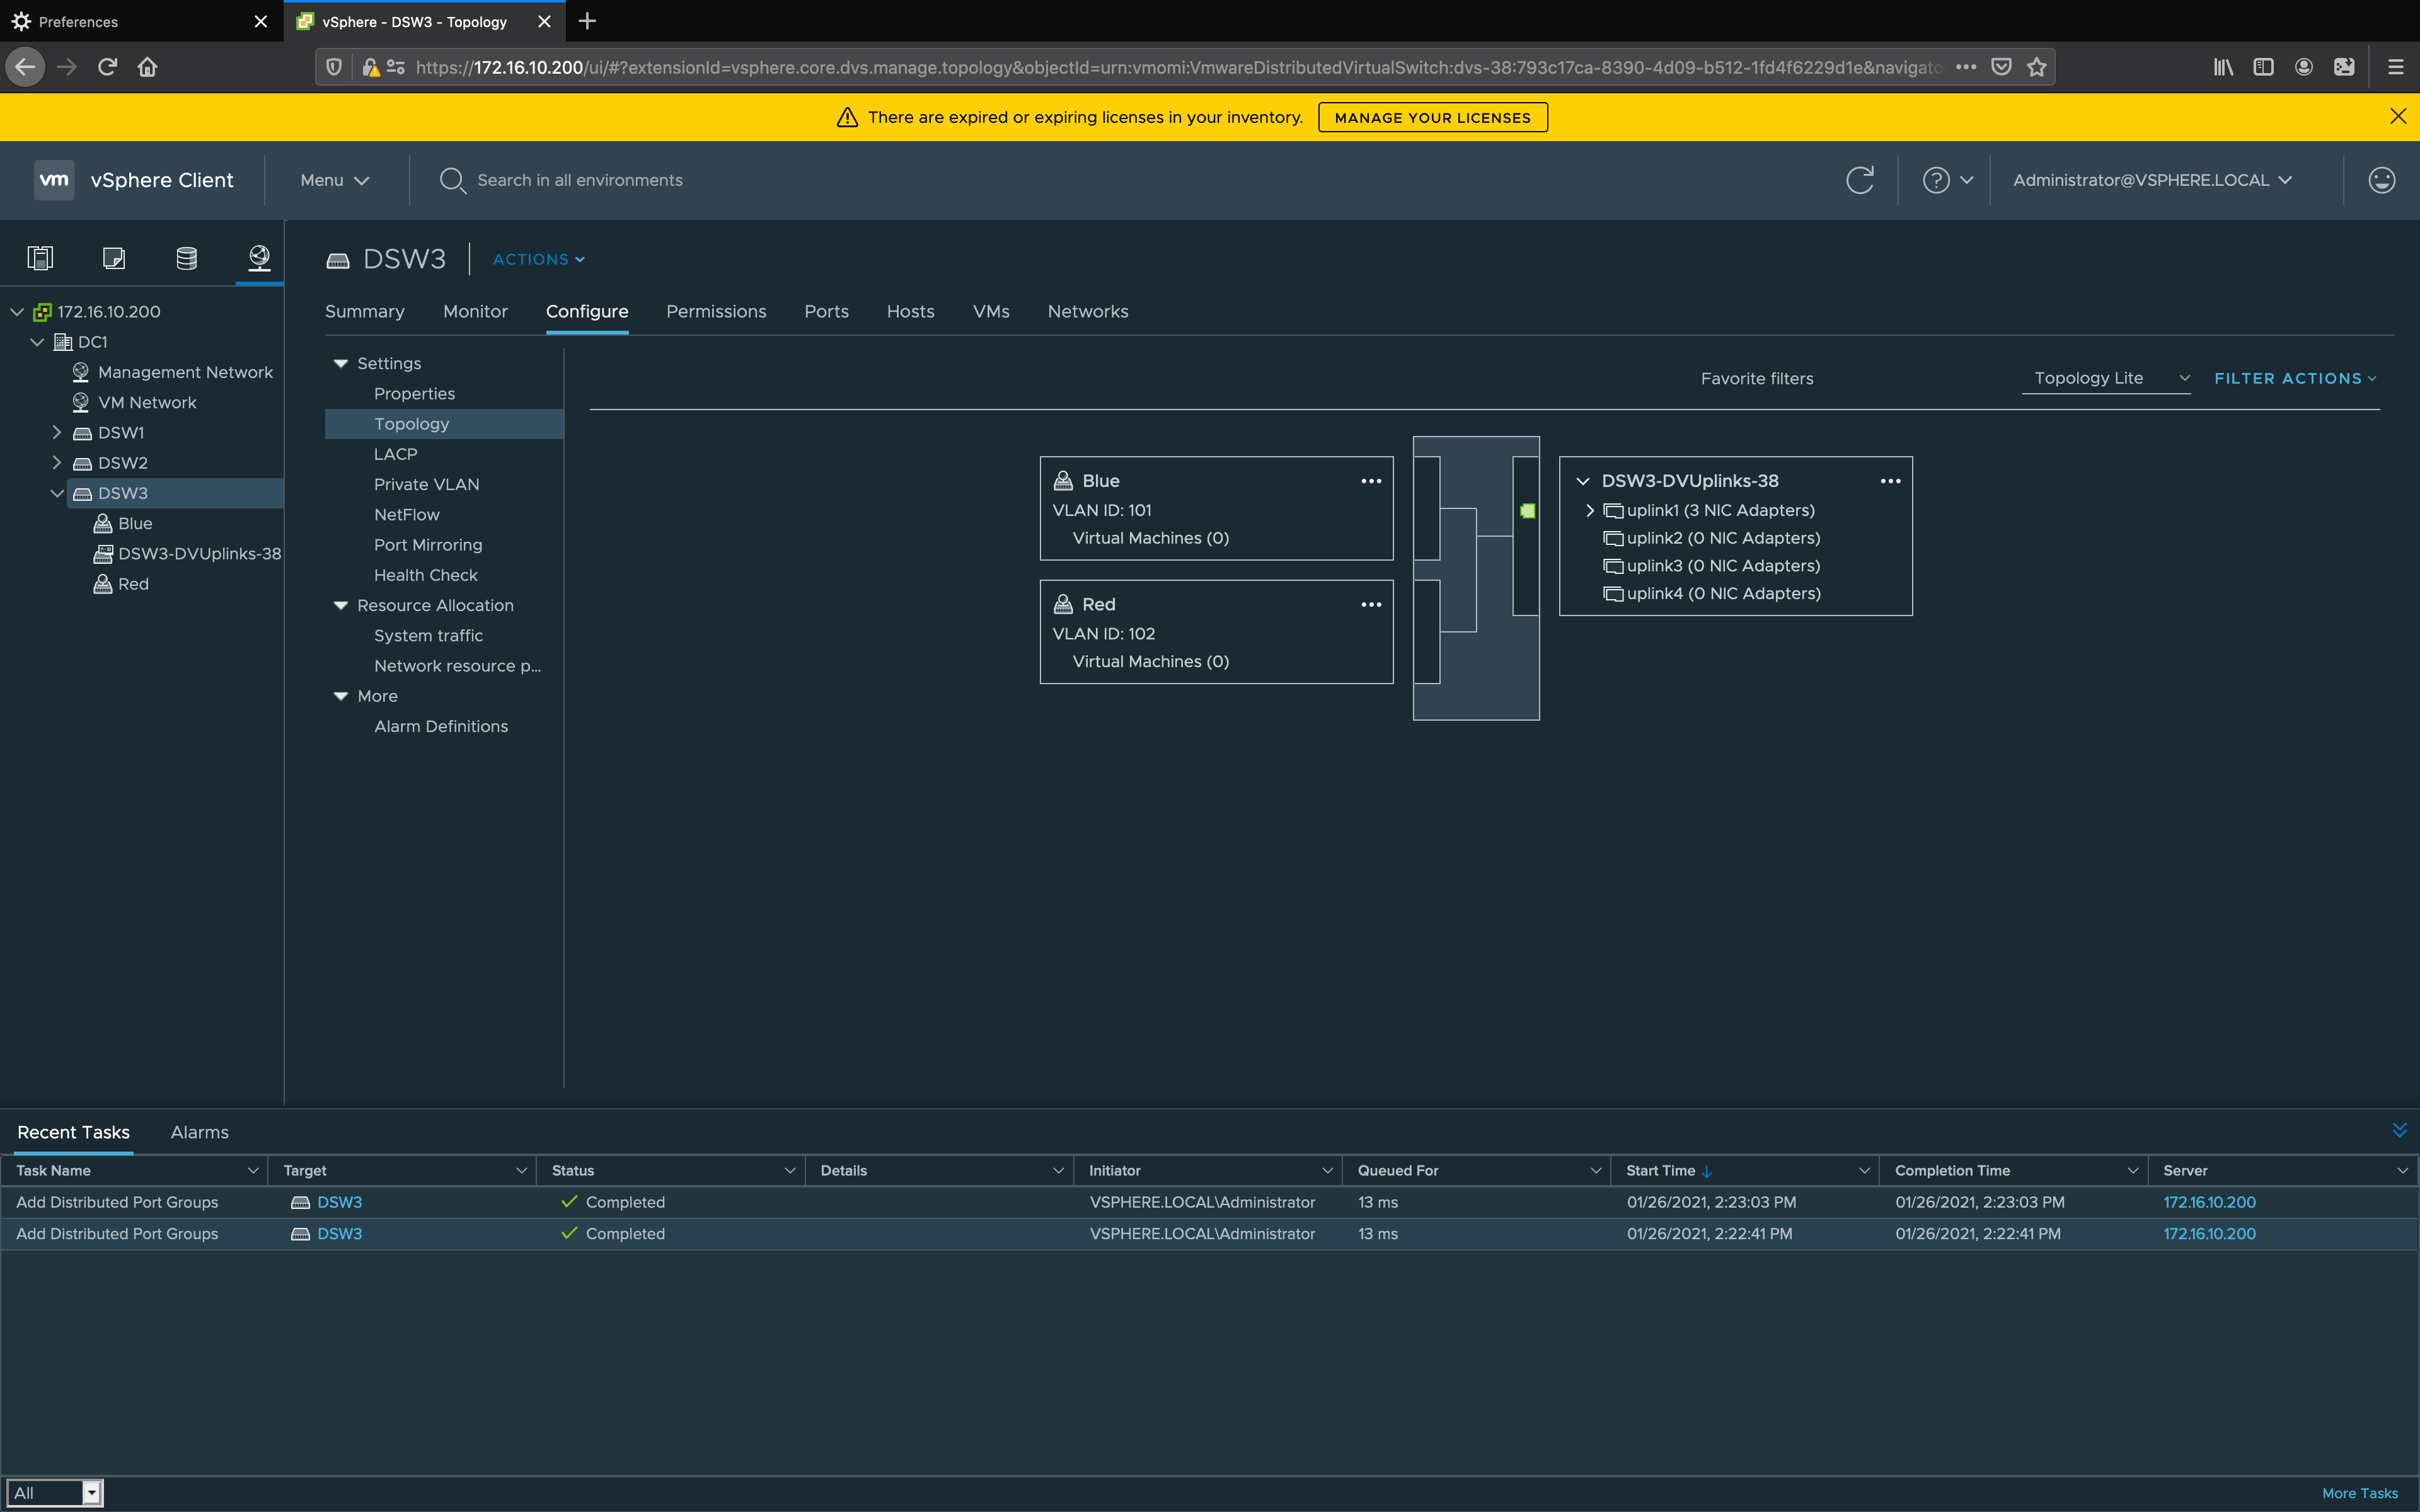 Preferences
vSphere - DSW3 - Topology
https://172.16.10.200/ui/#?extensionId=vsphere.core.dvs.manage.topology&objectId=urn:vmomi:VmwareDistributedVirtualSwitch:dvs-38:793c17ca-8390-4d09-b512-1fd4f6229d1e&navigato
There are expired or expiring licenses in your inventory. MANAGE YOUR LICENSES
vm vSphere Client Menu Search in all environments Administrator@VSPHERE.LOCAL
172.16.10.200
DC1
Management Network
VM Network
DSW1
DSW2
DSW3
Blue
DSW3-DVUplinks-38
Red
DSW3 ACTIONS
Summary Monitor Configure Permissions Ports Hosts VMs Networks
Settings
Properties
Topology
LACP
Private VLAN
NetFlow
Port Mirroring
Health Check
Resource Allocation
System traffic
Network resource p...
More
Alarm Definitions
Favorite filters Topology Lite FILTER ACTIONS
Blue
VLAN ID: 101
Virtual Machines (0)
Red
VLAN ID: 102
Virtual Machines (0)
DSW3-DVUplinks-38
uplink1 (3 NIC Adapters)
uplink2 (0 NIC Adapters)
uplink3 (0 NIC Adapters)
uplink4 (0 NIC Adapters)
Recent Tasks Alarms
Task Name Target Status Details Initiator Queued For Start Time Completion Time Server
Add Distributed Port Groups DSW3 Completed VSPHERE.LOCAL\Administrator 13 ms 01/26/2021, 2:23:03 PM 01/26/2021, 2:23:03 PM 172.16.10.200
Add Distributed Port Groups DSW3 Completed VSPHERE.LOCAL\Administrator 13 ms 01/26/2021, 2:22:41 PM 01/26/2021, 2:22:41 PM 172.16.10.200
All More Tasks